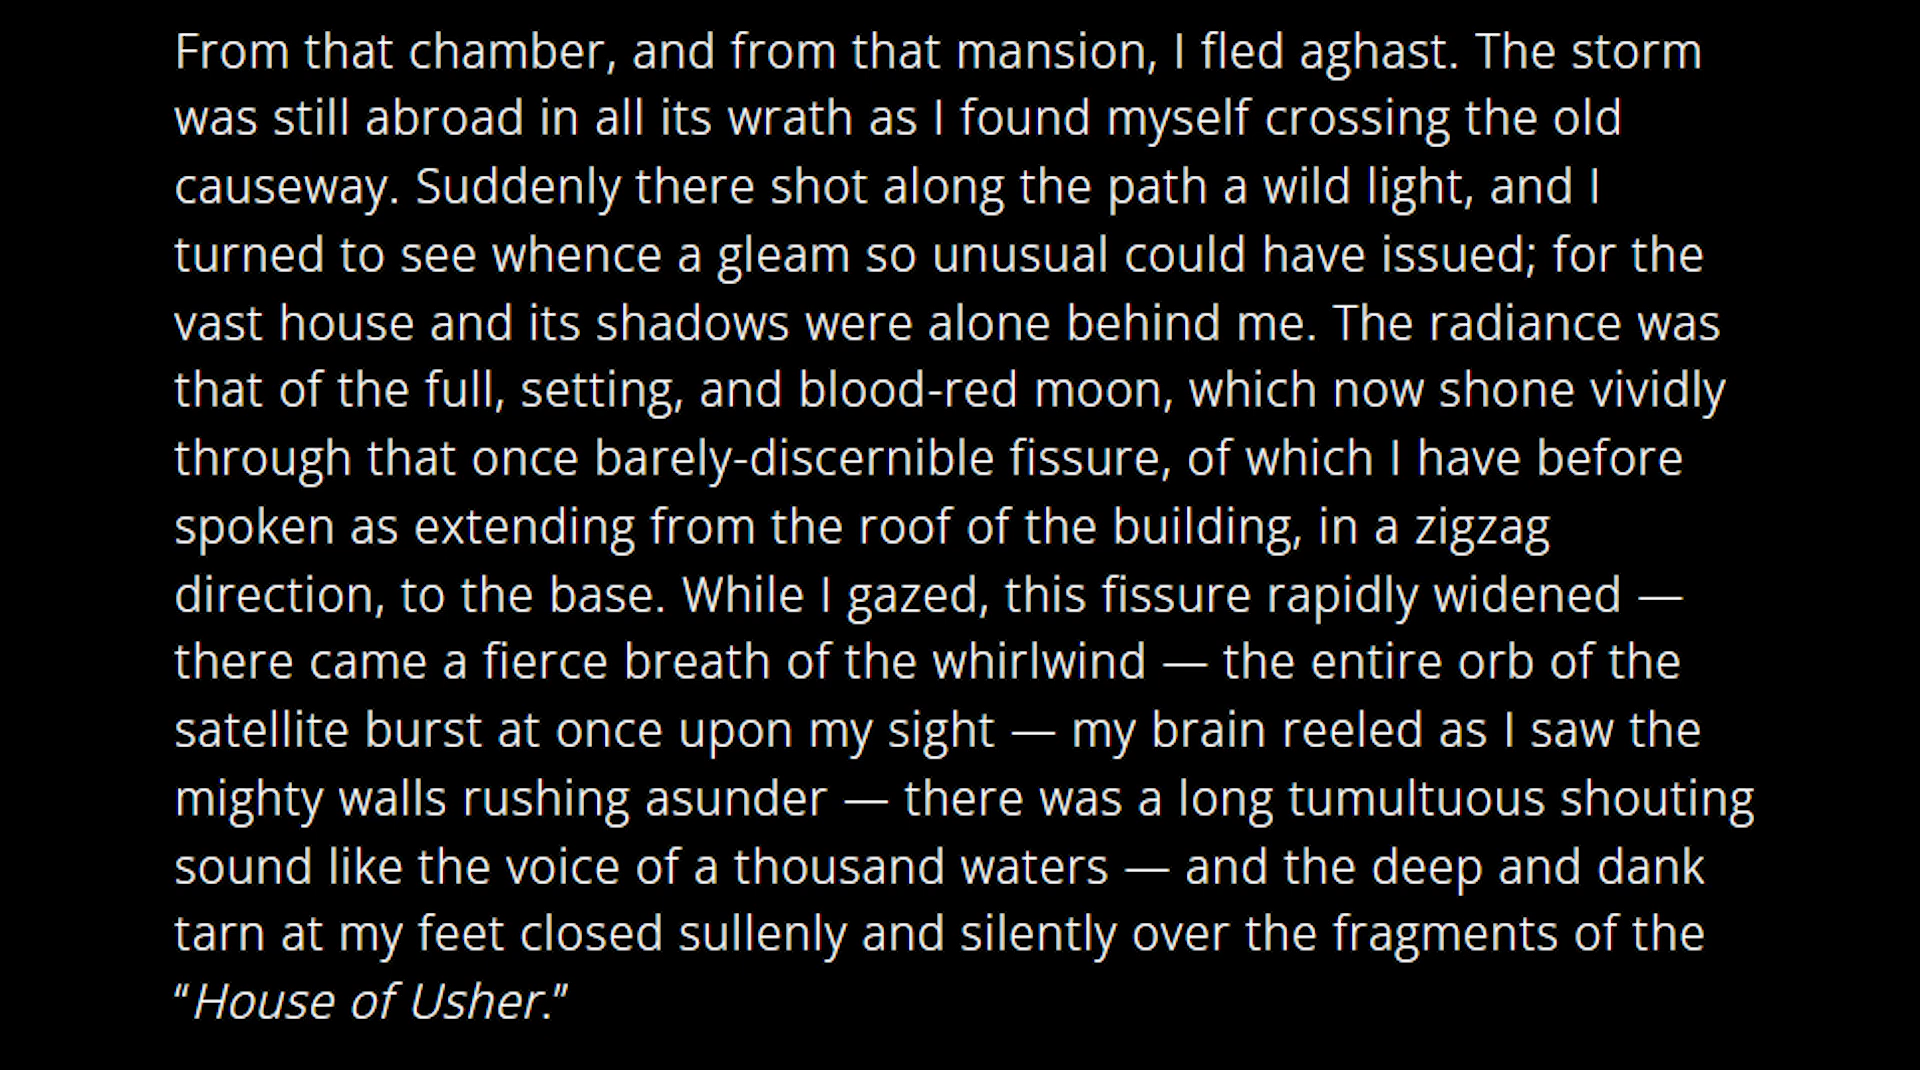 From that chamber, and from that mansion, I fled aghast. The storm
was still abroad in all its wrath as I found myself crossing the old
causeway. Suddenly there shot along the path a wild light, and I
turned to see whence a gleam so unusual could have issued; for the
vast house and its shadows were alone behind me. The radiance was
that of the full, setting, and blood-red moon, which now shone vividly
through that once barely-discernible fissure, of which I have before
spoken as extending from the roof of the building, in a zigzag
direction, to the base. While I gazed, this fissure rapidly widened —
there came a fierce breath of the whirlwind — the entire orb of the
satellite burst at once upon my sight — my brain reeled as I saw the
mighty walls rushing asunder — there was a long tumultuous shouting
sound like the voice of a thousand waters — and the deep and dank
tarn at my feet closed sullenly and silently over the fragments of the
“House of Usher.”